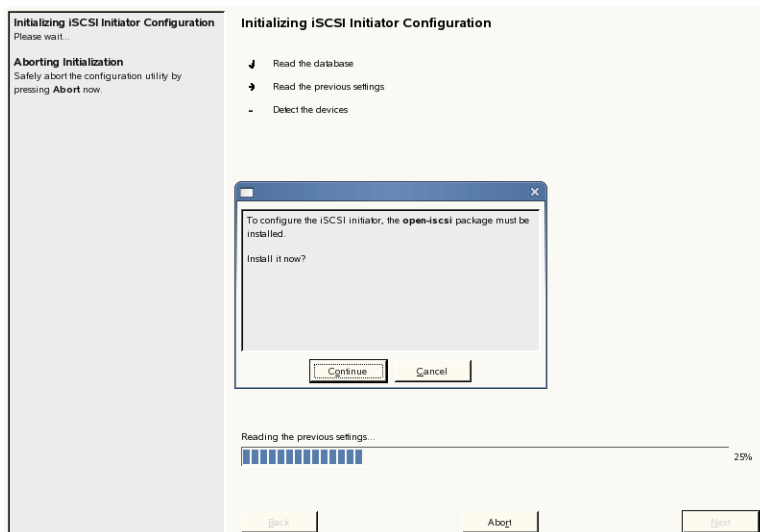 Initializing iSCSI Initiator Configuration
Please wait...
Aborting Initialization
Safely abort the configuration utility by
pressing Abort now.
Initializing iSCSI Initiator Configuration
Read the database
Read the previous settings
- Detect the devices
To configure the iSCSI initiator, the open-iscsi package must be
installed.
Install it now?
Continue
Cancel
Reading the previous settings...
25%
Back
Abort
Next